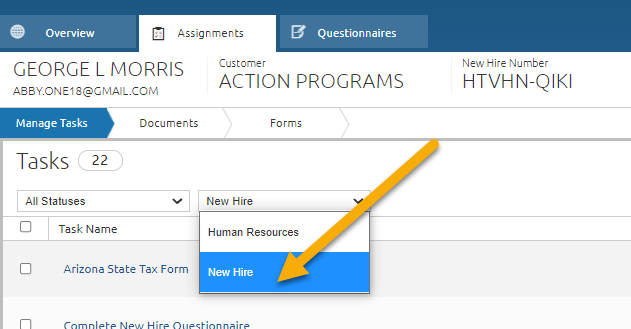 Overview
Assignments
Questionnaires
GEORGE L MORRIS
ABBY.ONE18@GMAIL.COM
Customer
ACTION PROGRAMS
New Hire Number
HTVHN-QIKI
Manage Tasks
Documents
Forms
Tasks 22
All Statuses
New Hire
Task Name
Human Resources
New Hire
Arizona State Tax Form
Complete New Hire Questionnaire